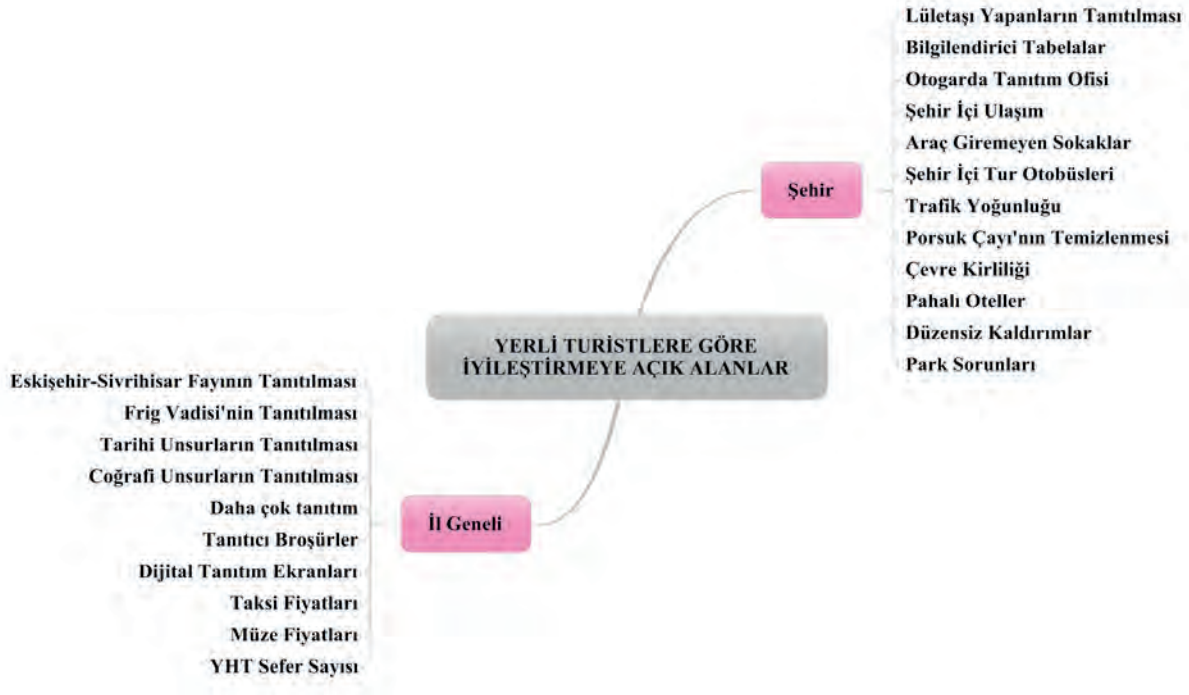 YERLİ TURİSTLERE GÖRE
İYİLEŞTİRMEYE AÇIK ALANLAR
Şehir
Lületaşı Yapanların Tanıtılması
Bilgilendirici Tabelalar
Otogarda Tanıtım Ofisi
Şehir İçi Ulaşım
Araç Giremeyen Sokaklar
Şehir İçi Tur Otobüsleri
Trafik Yoğunluğu
Porsuk Çayı'nın Temizlenmesi
Çevre Kirliliği
Pahalı Oteller
Düzensiz Kaldırımlar
Park Sorunları
İl Geneli
Eskişehir-Sivrihisar Fayının Tanıtılması
Frig Vadisi'nin Tanıtılması
Tarihi Unsurların Tanıtılması
Coğrafi Unsurların Tanıtılması
Daha çok tanıtım
Tanıtıcı Broşürler
Dijital Tanıtım Ekranları
Taksi Fiyatları
Müze Fiyatları
YHT Sefer Sayısı